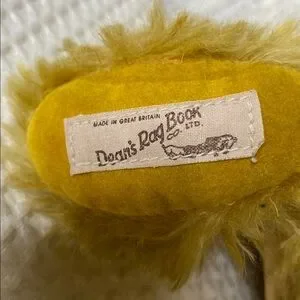 MADE IN GREAT BRITAIN
Dean's Rag Book
CO. LTD.